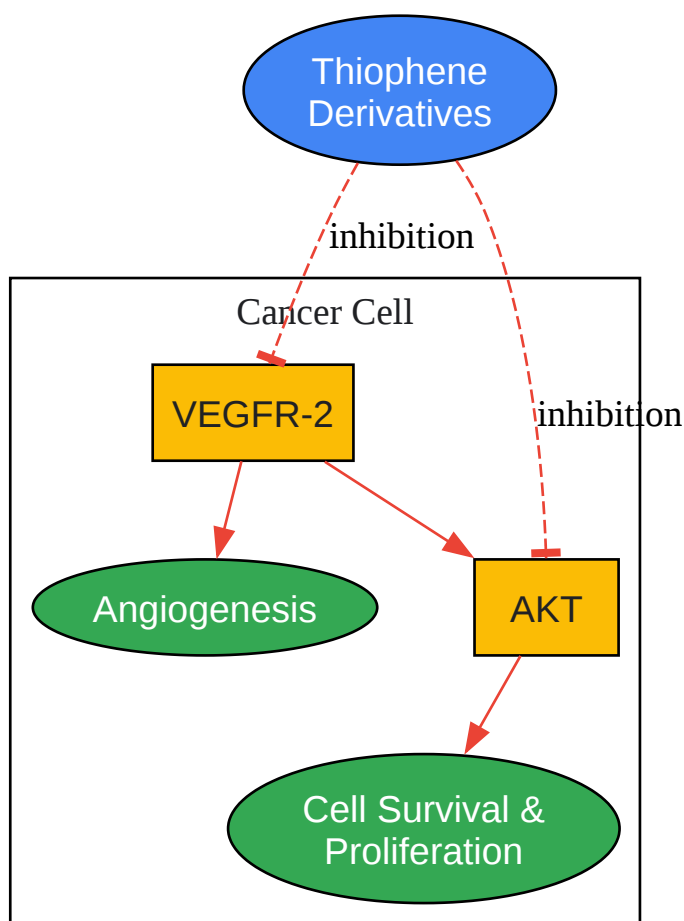 Thiophene
Derivatives
inhibition
Cancer Cell
VEGFR-2
inhibition
Angiogenesis
AKT
Cell Survival &
Proliferation